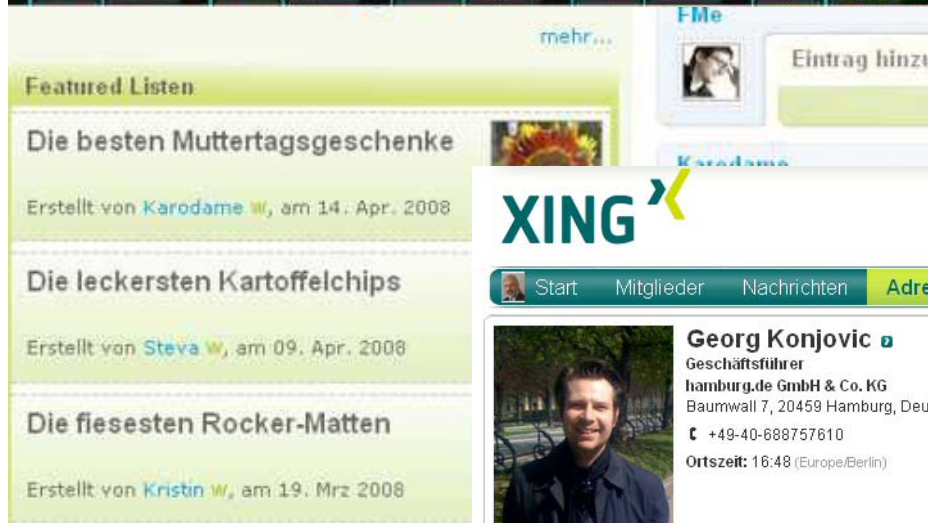 mehr...
Featured Listen
Die besten Muttertagsgeschenke
Erstellt von Karodame W, am 14. Apr. 2008
Die leckersten Kartoffelchips
Erstellt von Steva W, am 09. Apr. 2008
Die fiesesten Rocker-Matten
Erstellt von Kristin W, am 19. Mrz 2008
FMe
Eintrag hinzu
Karodame
XING
Start Mitglieder Nachrichten Adre
Georg Konjovic
Geschäftsführer
hamburg.de GmbH & Co. KG
Baumwall 7, 20459 Hamburg, Deu
+49-40-688757610
Ortszeit: 16:48 (Europe/Berlin)